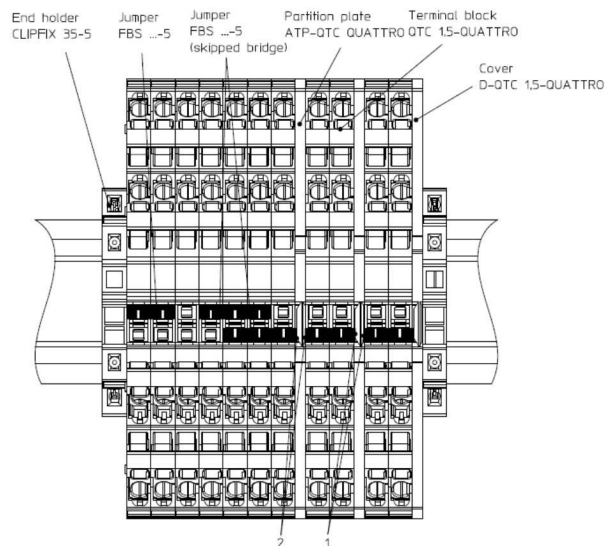 End holder
CLIPFIX 35-5
Jumper
FBS ...-5
Jumper
FBS ...-5
(skipped bridge)
Partition plate
ATP-QTC QUATTRO
Terminal block
QTC 1,5-QUATTRO
Cover
D-QTC 1,5-QUATTRO
2
1